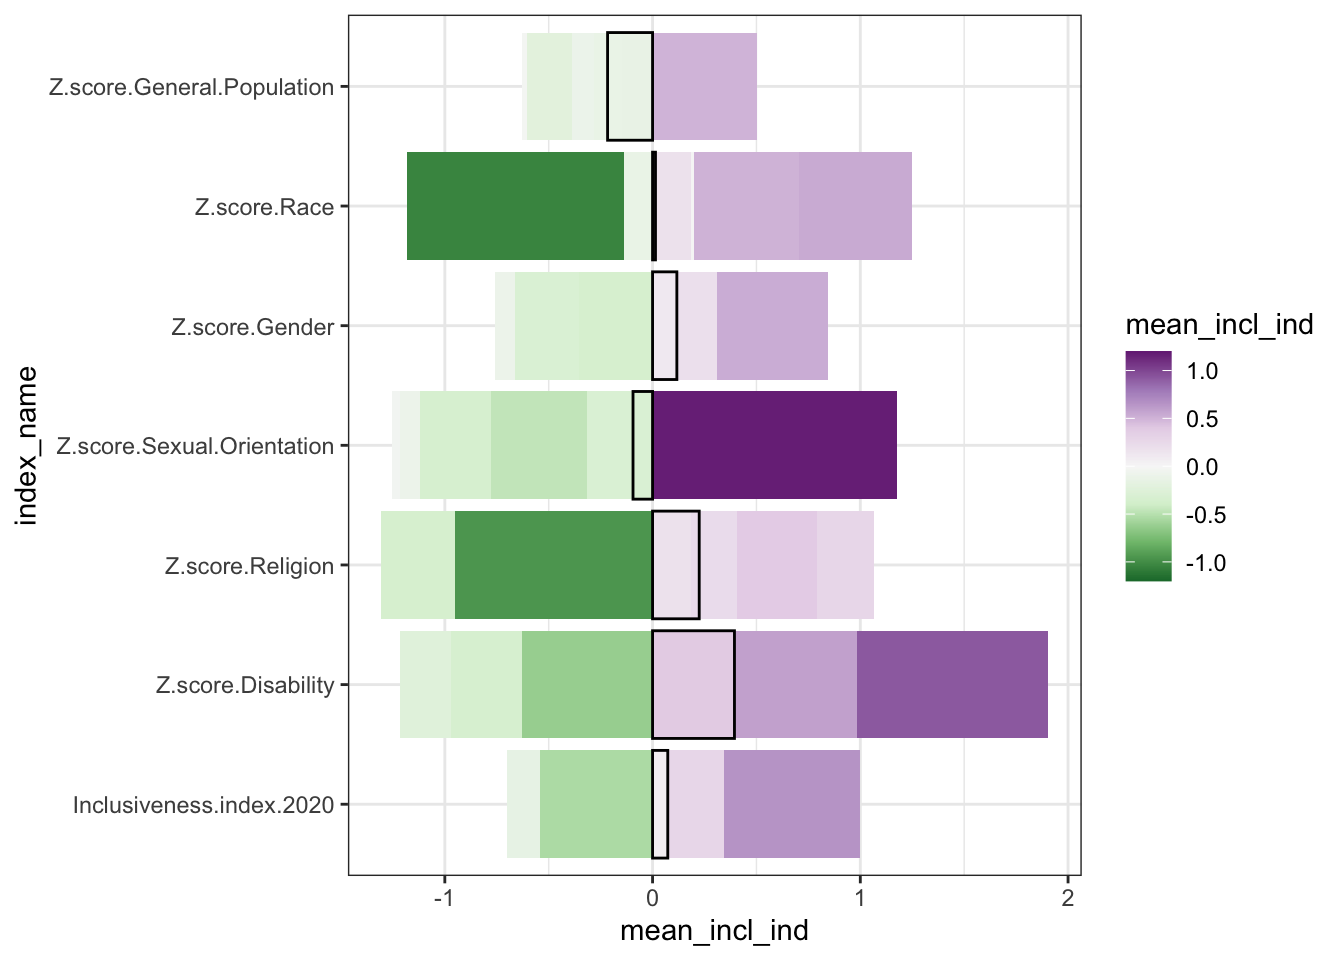 Z.score.General.Population
Z.score.Race
Z.score.Gender
Z.score.Sexual.Orientation
Z.score.Religion
Z.score.Disability
Inclusiveness.index.2020
index_name
-1
0
1
2
mean_incl_ind
mean_incl_ind
1.0
0.5
0.0
-0.5
-1.0